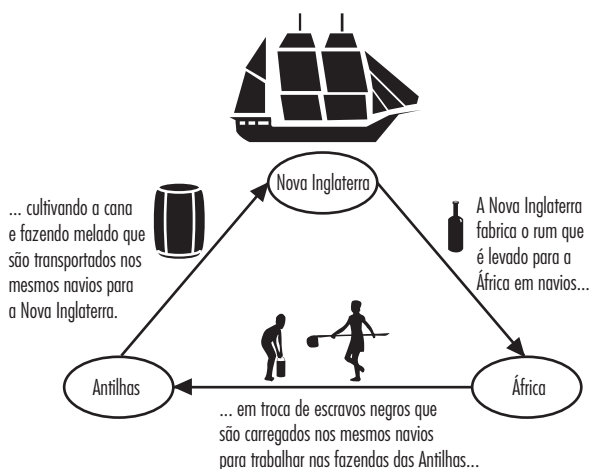 Nova Inglaterra
A Nova Inglaterra
fabrica o rum que
é levado para a
África em navios...
África
... em troca de escravos negros que
são carregados nos mesmos navios
para trabalhar nas fazendas das Antilhas...
Antilhas
... cultivando a cana
e fazendo melado que
são transportados nos
mesmos navios para
a Nova Inglaterra.